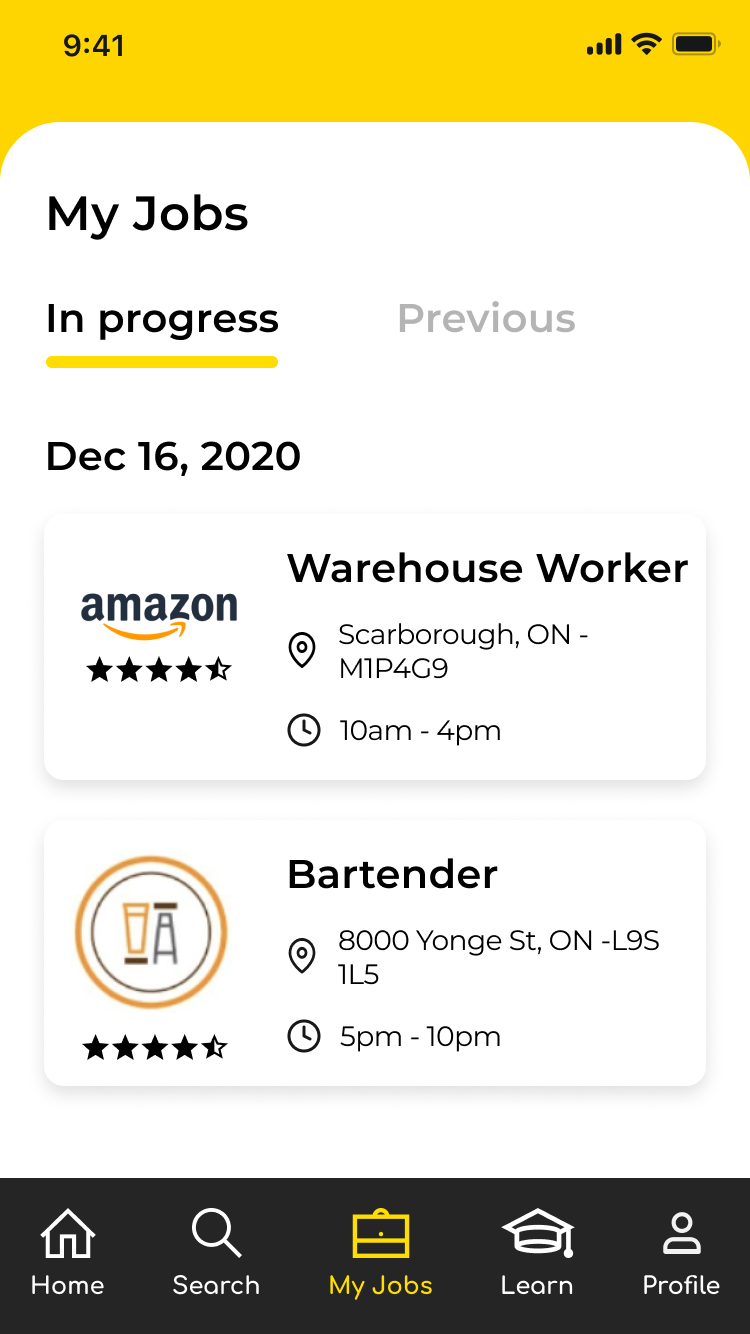 9:41
My Jobs
In progress
Previous
Dec 16, 2020
amazon
Warehouse Worker
Scarborough, ON -
M1P4G9
10am - 4pm
Bartender
8000 Yonge St, ON -L9S
1L5
5pm - 10pm
Home
Search
My Jobs
Learn
Profile